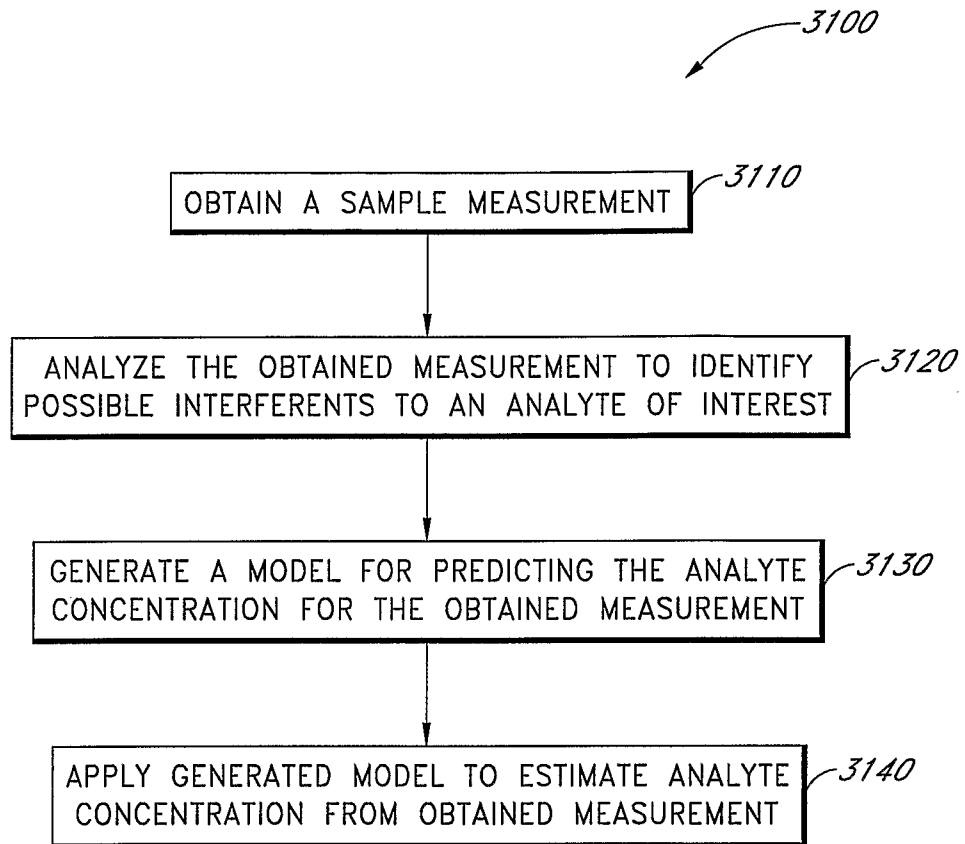 3100
OBTAIN A SAMPLE MEASUREMENT
3110
ANALYZE THE OBTAINED MEASUREMENT TO IDENTIFY
POSSIBLE INTERFERENTS TO AN ANALYTE OF INTEREST
3120
GENERATE A MODEL FOR PREDICTING THE ANALYTE
CONCENTRATION FOR THE OBTAINED MEASUREMENT
3130
APPLY GENERATED MODEL TO ESTIMATE ANALYTE
CONCENTRATION FROM OBTAINED MEASUREMENT
3140